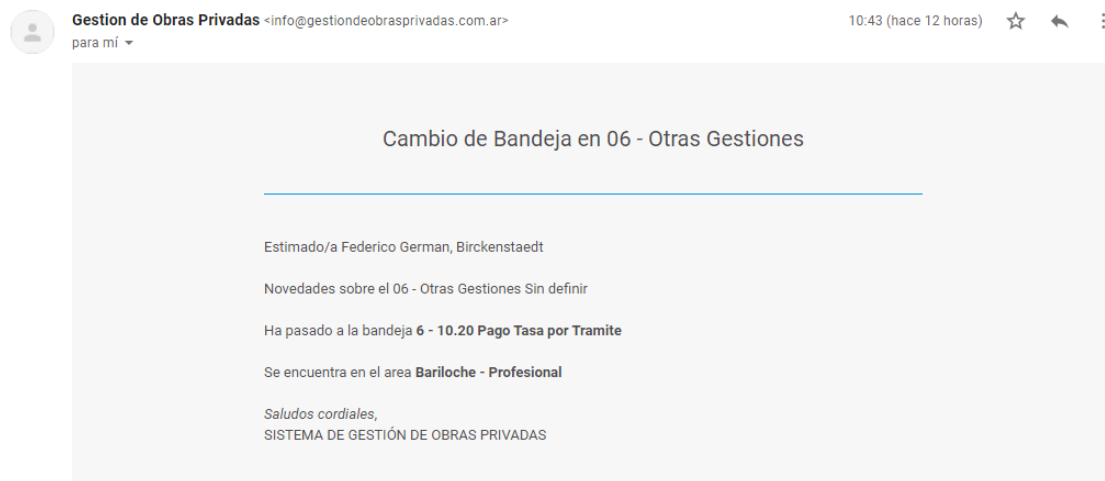 Gestion de Obras Privadas <info@gestiondeobrasprivadas.com.ar> 10:43 (hace 12 horas)
para mí
Cambio de Bandeja en 06 - Otras Gestiones
Estimado/a Federico German, Birckenstaedt
Novedades sobre el 06 - Otras Gestiones Sin definir
Ha pasado a la bandeja 6 - 10.20 Pago Tasa por Tramite
Se encuentra en el area Bariloche - Profesional
Saludos cordiales,
SISTEMA DE GESTIÓN DE OBRAS PRIVADAS